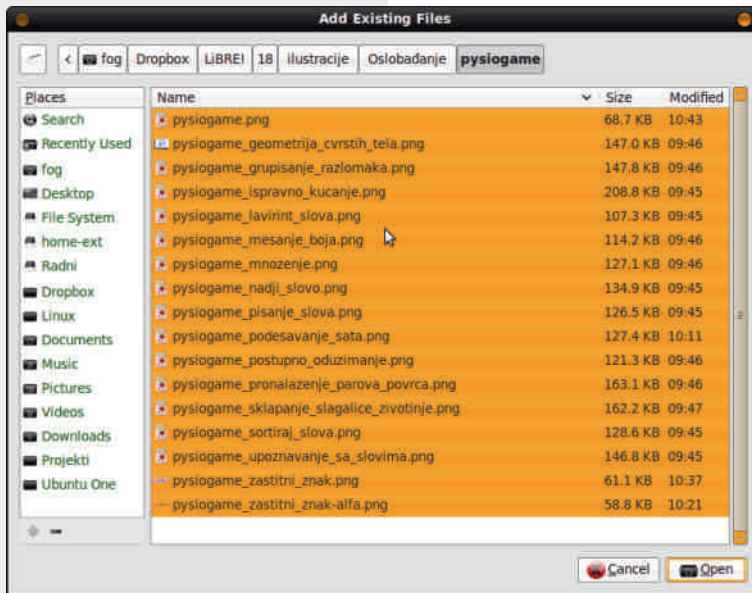 Add Existing Files
fog Dropbox LiBRE! 18 ilustracije Oslobađanje pysiogame
Places Name Size Modified
Search pysiogame.png 68.7 KB 10:43
Recently Used pysiogame_geometrija_cvrstih_tela.png 147.0 KB 09:46
fog pysiogame_grupisanje_razlomaka.png 147.8 KB 09:46
Desktop pysiogame_ispravno_kucanje.png 208.8 KB 09:45
File System pysiogame_lavirint_slova.png 107.3 KB 09:45
home-ext pysiogame_mesanje_boja.png 114.2 KB 09:46
Radni pysiogame_mnozenje.png 127.1 KB 09:46
Dropbox pysiogame_nadji_slovo.png 134.9 KB 09:45
Linux pysiogame_pisanje_slova.png 126.5 KB 09:45
Documents pysiogame_podesavanje_sata.png 127.4 KB 10:11
Music pysiogame_postupno_oduzimanje.png 121.3 KB 09:46
Pictures pysiogame_pronalazenje_parova_povrca.png 163.1 KB 09:46
Videos pysiogame_sklapanje_slagalice_zivotinje.png 162.2 KB 09:47
Downloads pysiogame_sortiraj_slova.png 128.6 KB 09:45
Projekti pysiogame_upoznavanje_sa_slovima.png 146.8 KB 09:45
Ubuntu One pysiogame_zastitni_znak.png 61.1 KB 10:37
pysiogame_zastitni_znak-alfa.png 58.8 KB 10:21
Cancel Open